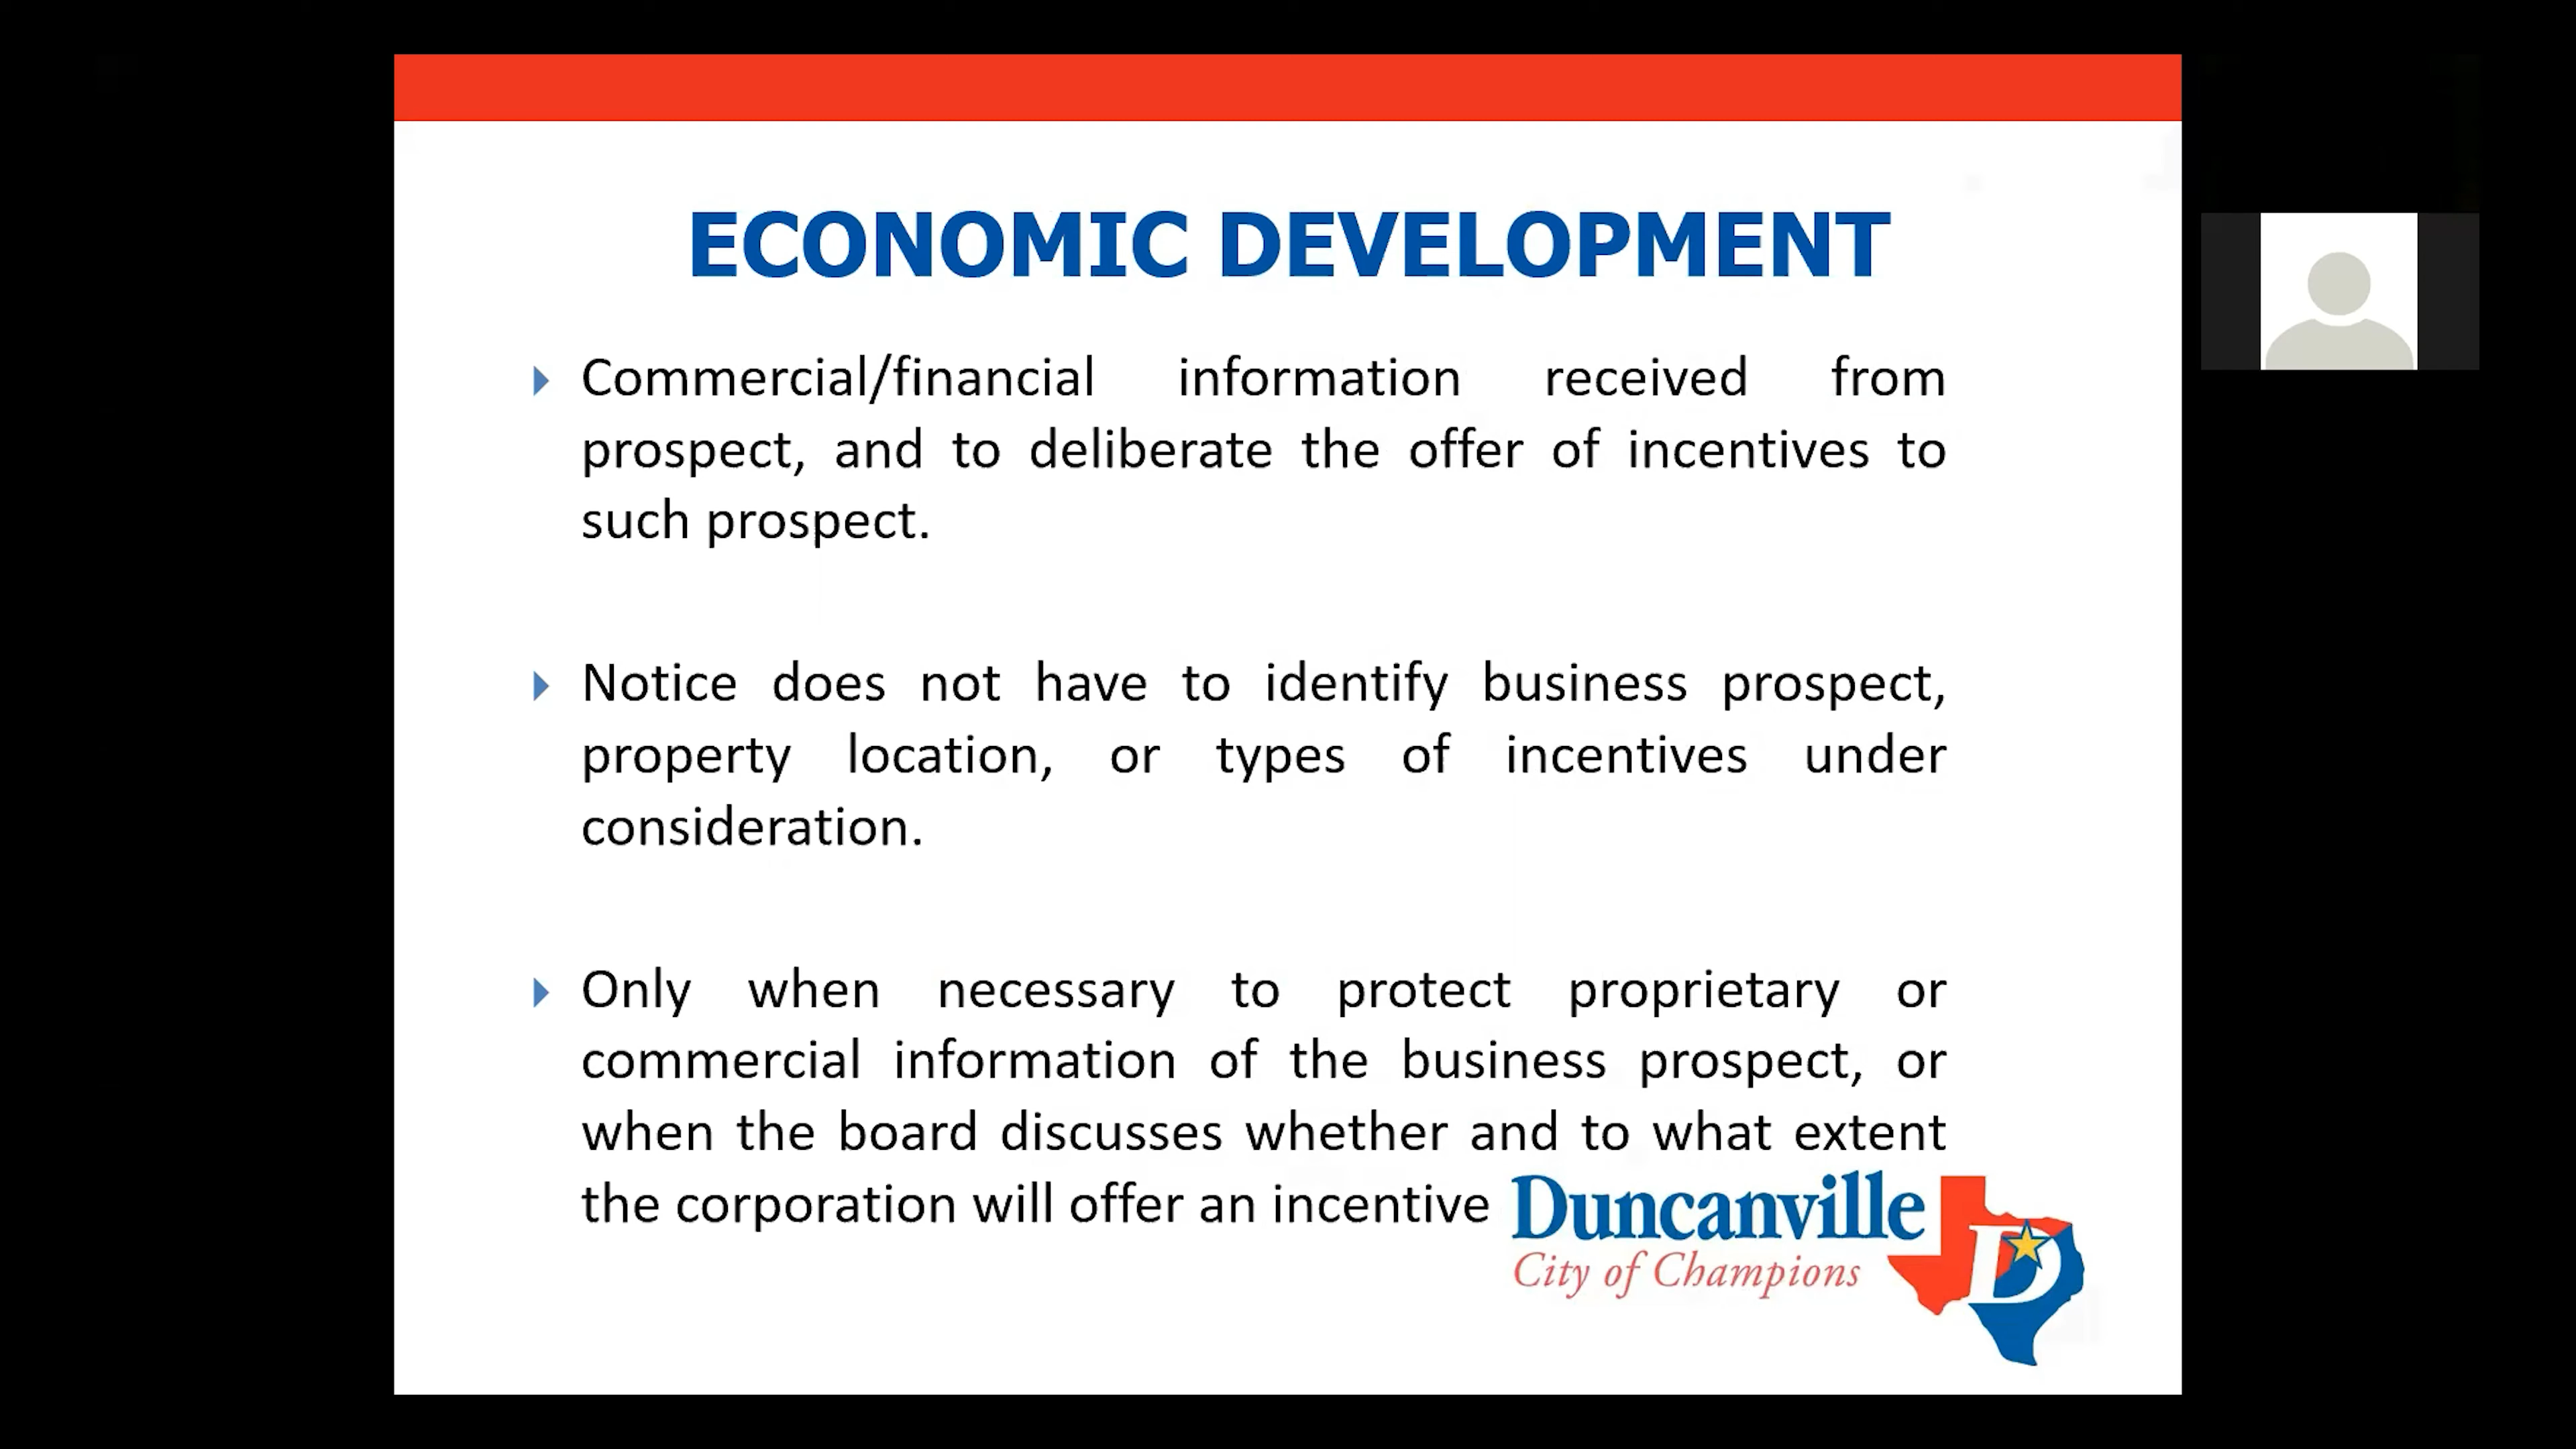 ECONOMIC DEVELOPMENT
Commercial/financial information received from
prospect, and to deliberate the offer of incentives to
such prospect.
Notice does not have to identify business prospect,
property location, or types of incentives under
consideration.
Only when necessary to protect proprietary or
commercial information of the business prospect, or
when the board discusses whether and to what extent
the corporation will offer an incentive
Duncanville
City of Champions
D